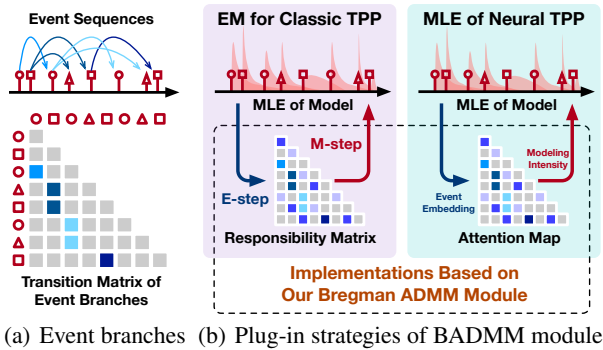 Event Sequences
Transition Matrix of
Event Branches
(a) Event branches
EM for Classic TPP
MLE of Model
E-step
M-step
Responsibility Matrix
MLE of Neural TPP
MLE of Model
Event
Embedding
Modeling
Intensity
Attention Map
Implementations Based on
Our Bregman ADMM Module
(b) Plug-in strategies of BADMM module